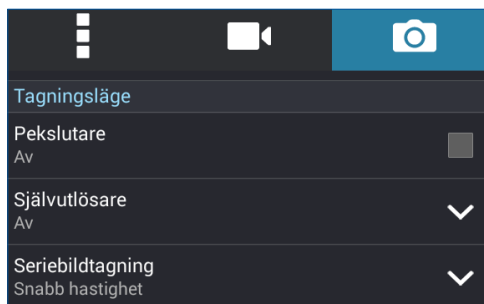 Tagningsläge
Pekslutare
Av
Självutlösare
Av
Seriebildtagning
Snabb hastighet